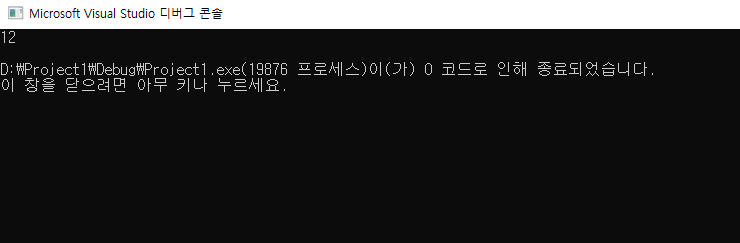 Microsoft Visual Studio 디버그 콘솔
12
D:₩Project1₩Debug₩Project1.exe(19876 프로세스)이(가) 0 코드로 인해 종료되었습니다.
이 창을 닫으려면 아무 키나 누르세요.